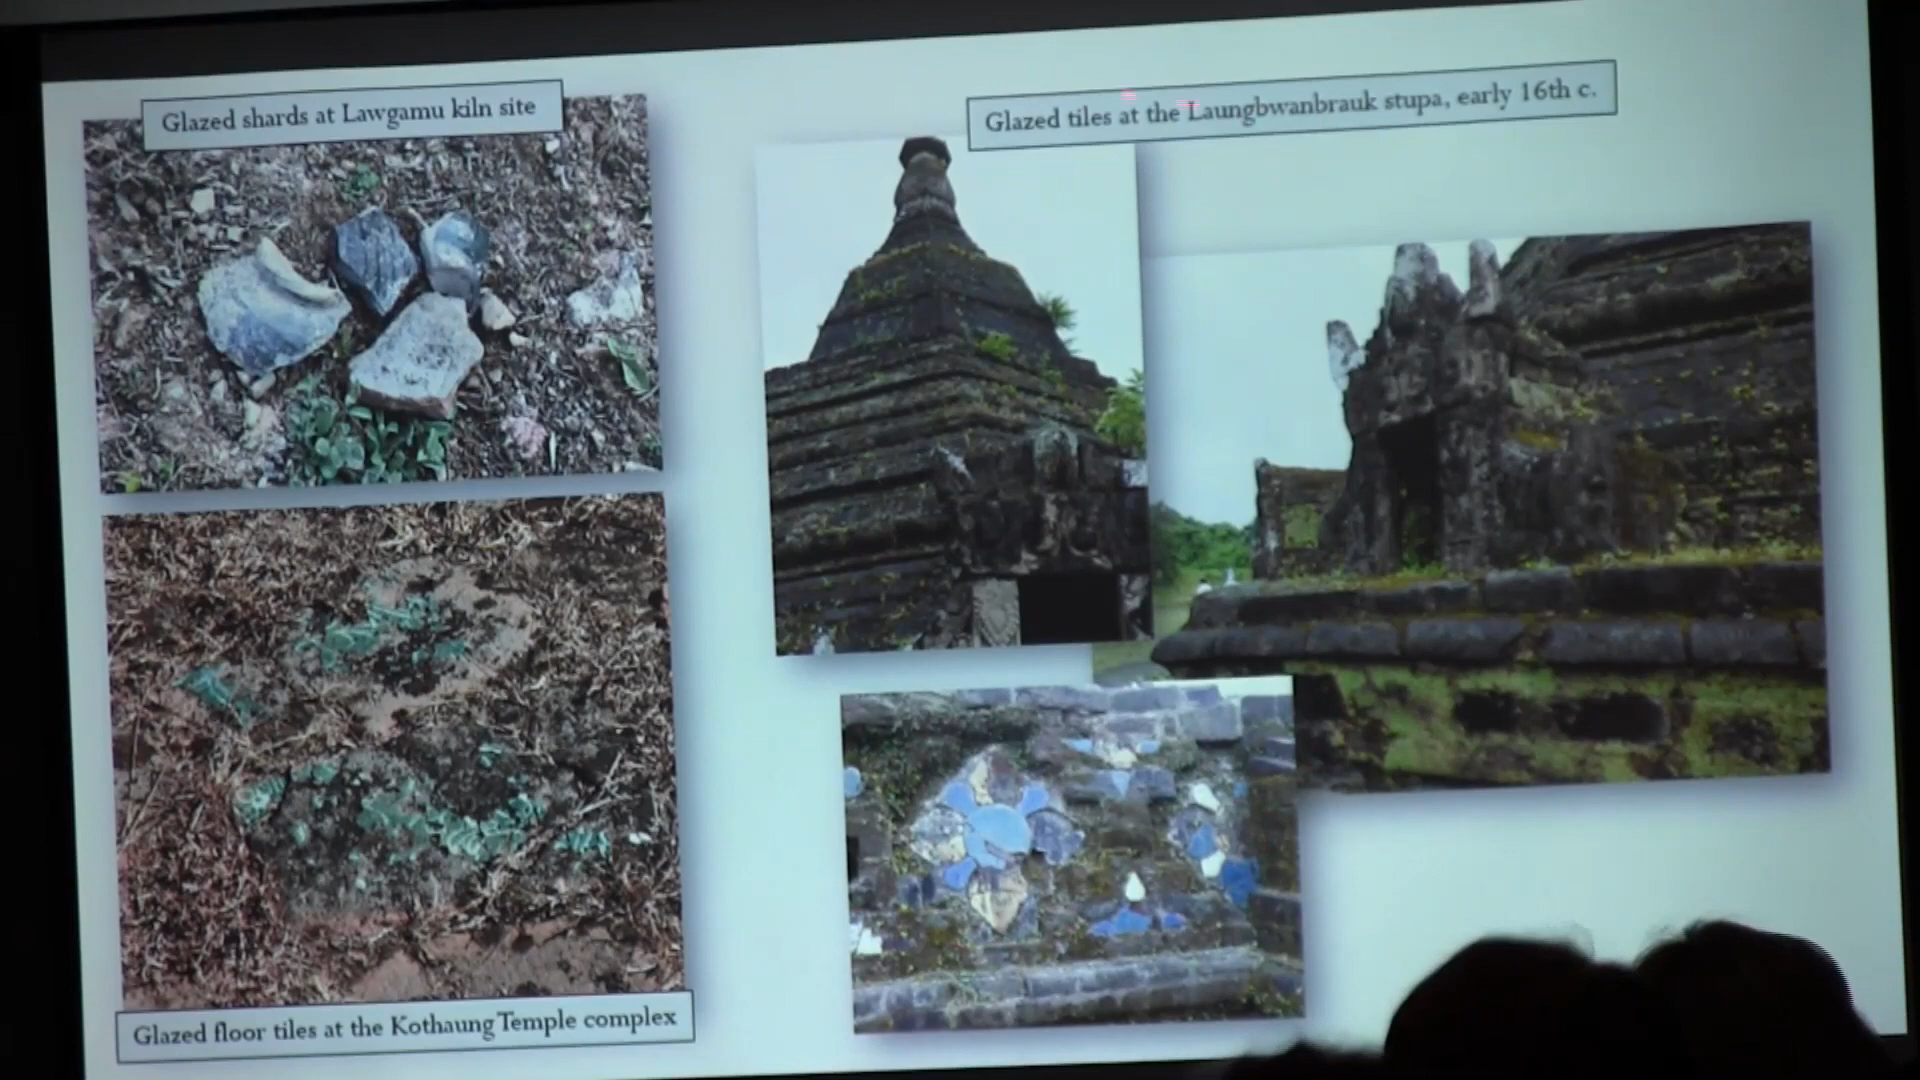 Glazed shards at Lawgamu kiln site
Glazed tiles at the Laungbwanbrauk stupa, early 16th c.
Glazed floor tiles at the Kothaung Temple complex